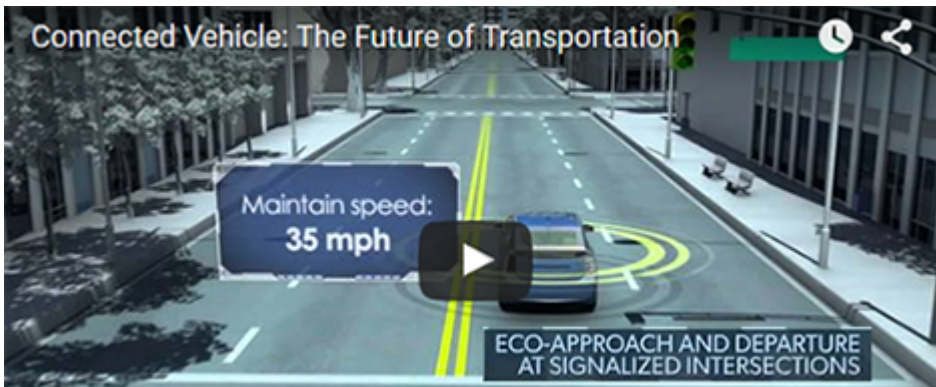 Connected Vehicle: The Future of Transportation
Maintain speed:
35 mph
ECO-APPROACH AND DEPARTURE
AT SIGNALIZED INTERSECTIONS